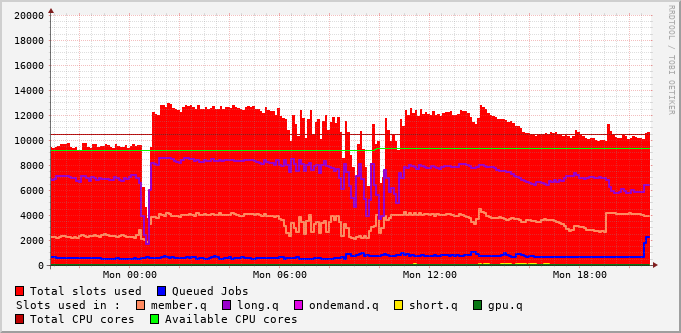 RRDTOOL / TOBI OETIKER
20000
18000
16000
14000
12000
10000
8000
6000
4000
2000
0
Mon 00:00 Mon 06:00 Mon 12:00 Mon 18:00
Total slots used Queued Jobs
Slots used in : member.q long.q ondemand.q short.q gpu.q
Total CPU cores Available CPU cores